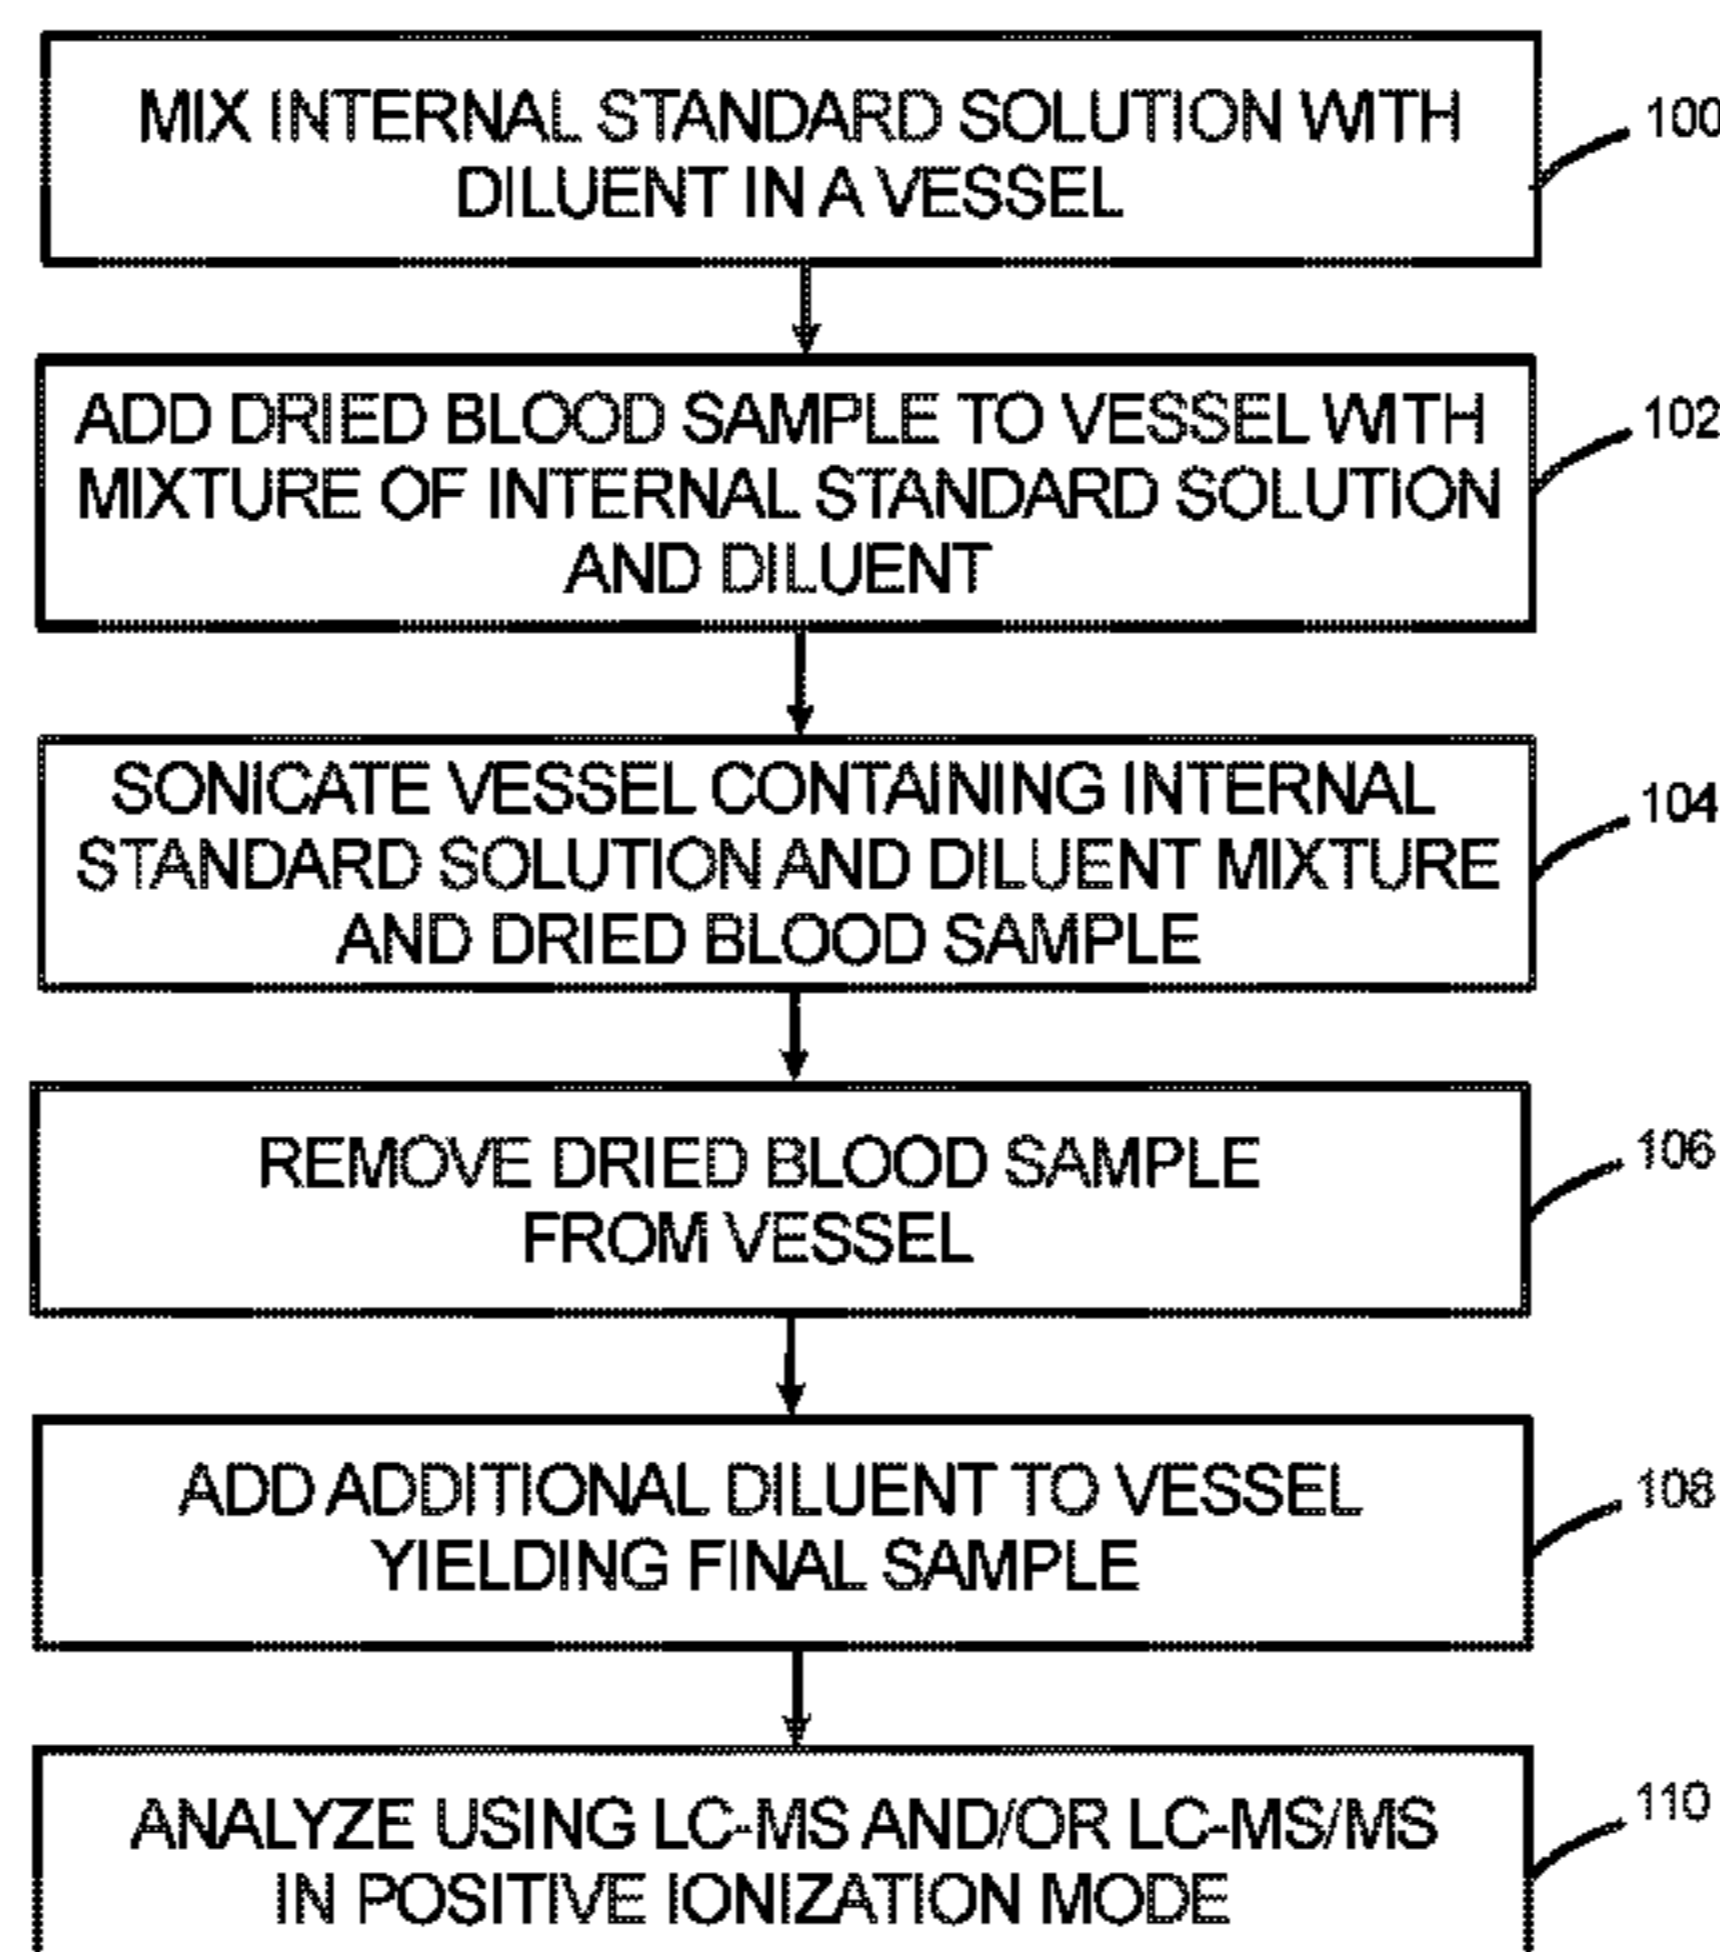 MIX INTERNAL STANDARD SOLUTION WITH
DILUENT IN A VESSEL
100
ADD DRIED BLOOD SAMPLE TO VESSEL WITH
MIXTURE OF INTERNAL STANDARD SOLUTION
AND DILUENT
102
SONICATE VESSEL CONTAINING INTERNAL
STANDARD SOLUTION AND DILUENT MIXTURE
AND DRIED BLOOD SAMPLE
104
REMOVE DRIED BLOOD SAMPLE
FROM VESSEL
106
ADD ADDITIONAL DILUENT TO VESSEL
YIELDING FINAL SAMPLE
108
ANALYZE USING LC-MS AND/OR LC-MS/MS
IN POSITIVE IONIZATION MODE
110